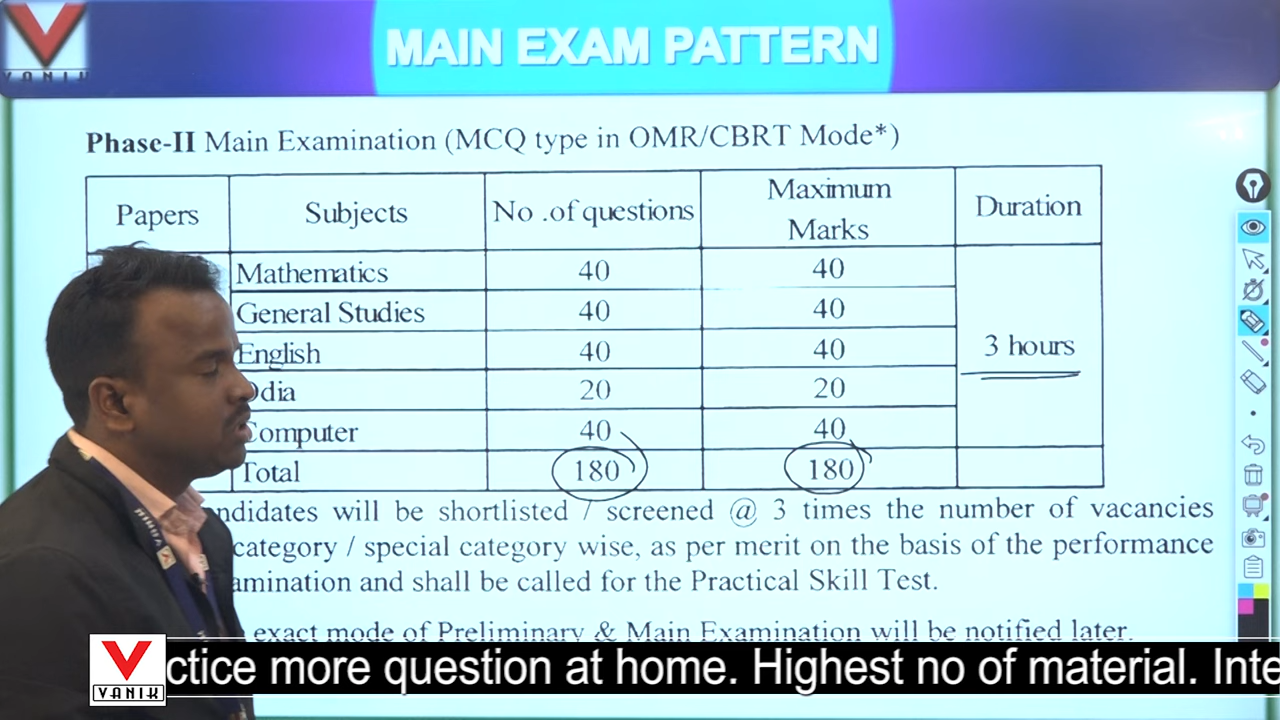 VANIK
MAIN EXAM PATTERN
Phase-II Main Examination (MCQ type in OMR/CBRT Mode*)
Papers Subjects No .of questions Maximum Marks Duration
Mathematics 40 40
General Studies 40 40
English 40 40
3 hours
dia 20 20
omputer 40 40
Total 180 180
ndidates will be shortlisted / screened @ 3 times the number of vacancies
category / special category wise, as per merit on the basis of the performance
amination and shall be called for the Practical Skill Test.
exact mode of Preliminary & Main Examination will be notified later.
VANIK
ctice more question at home. Highest no of material. Inte